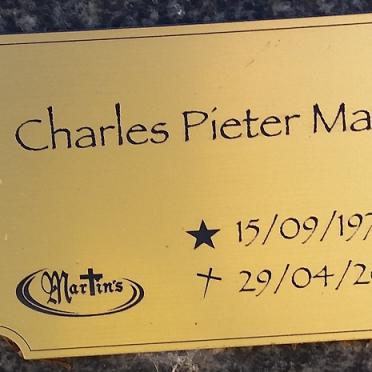 Charles Pieter Ma
★ 15/09/197
Martin's
† 29/04/2